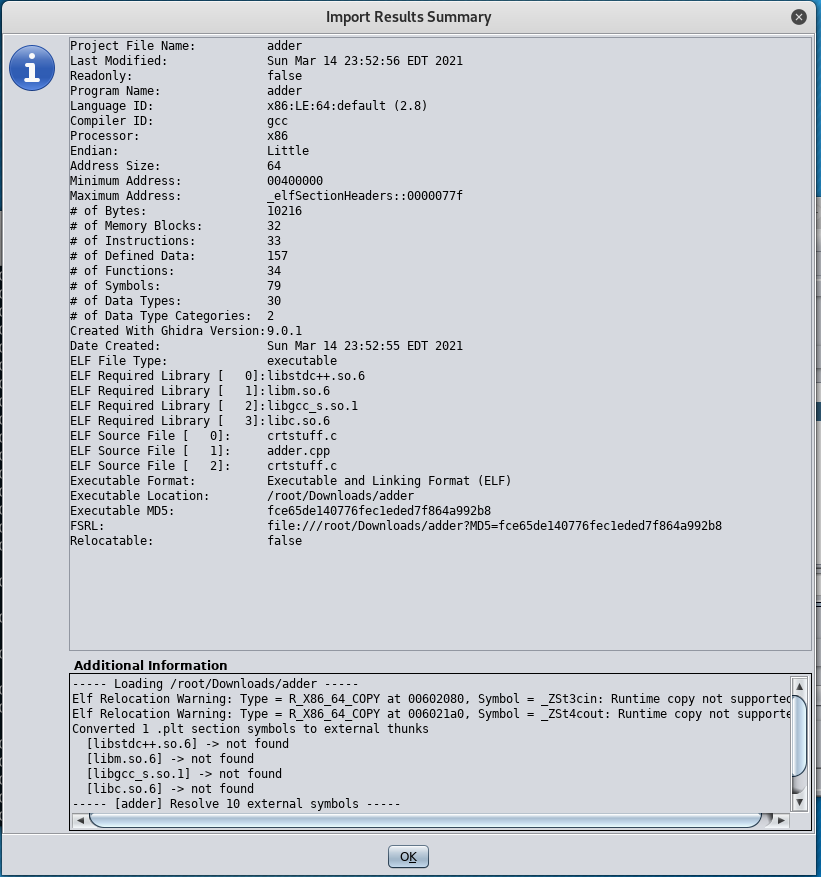 Import Results Summary
Project File Name: adder
Last Modified: Sun Mar 14 23:52:56 EDT 2021
Readonly: false
Program Name: adder
Language ID: x86:LE:64:default (2.8)
Compiler ID: gcc
Processor: x86
Endian: Little
Address Size: 64
Minimum Address: 00400000
Maximum Address: _elfSectionHeaders::0000077f
# of Bytes: 10216
# of Memory Blocks: 32
# of Instructions: 33
# of Defined Data: 157
# of Functions: 34
# of Symbols: 79
# of Data Types: 30
# of Data Type Categories: 2
Created With Ghidra Version:9.0.1
Date Created: Sun Mar 14 23:52:55 EDT 2021
ELF File Type: executable
ELF Required Library [ 0]:libstdc++.so.6
ELF Required Library [ 1]:libm.so.6
ELF Required Library [ 2]:libgcc_s.so.1
ELF Required Library [ 3]:libc.so.6
ELF Source File [ 0]: crtstuff.c
ELF Source File [ 1]: adder.cpp
ELF Source File [ 2]: crtstuff.c
Executable Format: Executable and Linking Format (ELF)
Executable Location: /root/Downloads/adder
Executable MD5: fce65de140776fec1eded7f864a992b8
FSRL: file:///root/Downloads/adder?MD5=fce65de140776fec1eded7f864a992b8
Relocatable: false
Additional Information
----- Loading /root/Downloads/adder -----
Elf Relocation Warning: Type = R_X86_64_COPY at 00602080, Symbol = _ZSt3cin: Runtime copy not supported
Elf Relocation Warning: Type = R_X86_64_COPY at 006021a0, Symbol = _ZSt4cout: Runtime copy not supporte
Converted 1 .plt section symbols to external thunks
[libstdc++.so.6] -> not found
[libm.so.6] -> not found
[libgcc_s.so.1] -> not found
[libc.so.6] -> not found
----- [adder] Resolve 10 external symbols -----
OK